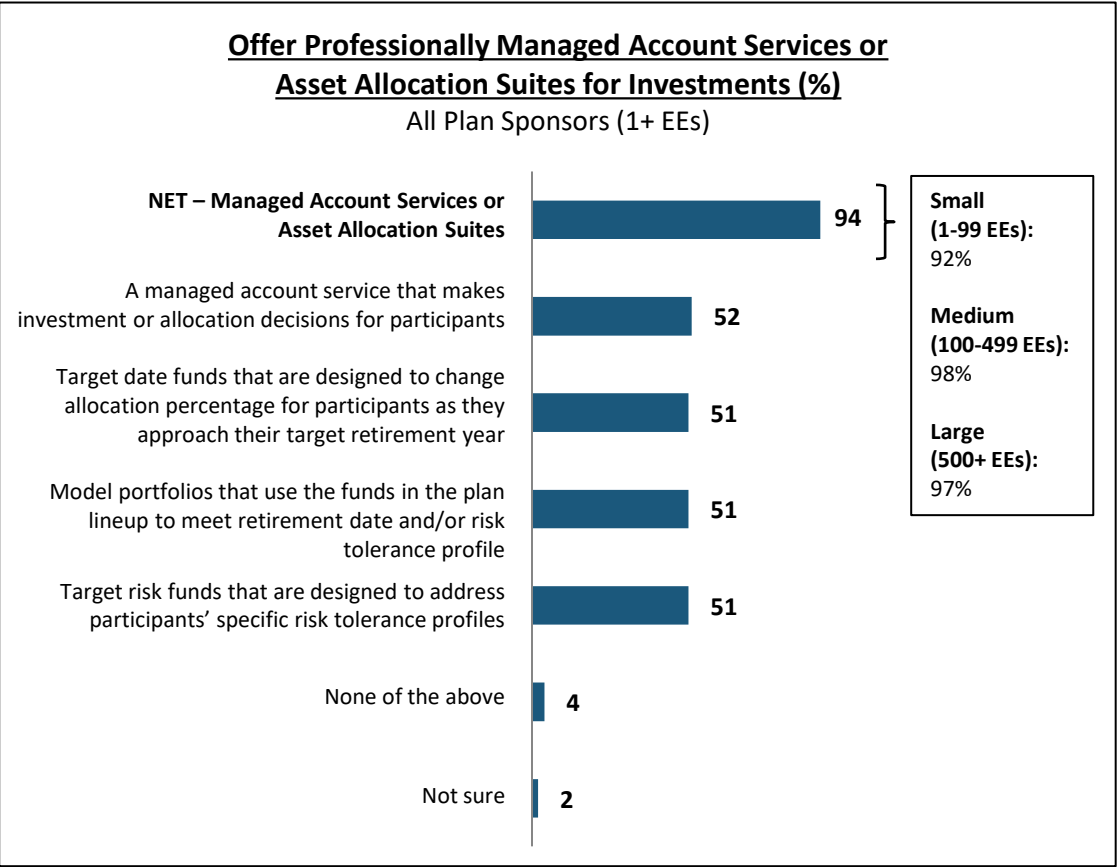 Offer Professionally Managed Account Services or
Asset Allocation Suites for Investments (%)
All Plan Sponsors (1+ EEs)
NET – Managed Account Services or
Asset Allocation Suites
94
A managed account service that makes
investment or allocation decisions for participants
52
Target date funds that are designed to change
allocation percentage for participants as they
approach their target retirement year
51
Model portfolios that use the funds in the plan
lineup to meet retirement date and/or risk
tolerance profile
51
Target risk funds that are designed to address
participants’ specific risk tolerance profiles
51
None of the above
4
Not sure
2
Small
(1-99 EEs):
92%
Medium
(100-499 EEs):
98%
Large
(500+ EEs):
97%